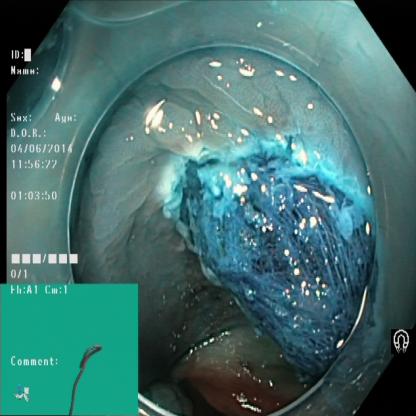 ID:
Name:
Sex: Age:
D.O.B.:
04/06/2014
11:56:22
01:03:50
■■■/■■■
0/1
Eh:A1 Cm:1
Comment: